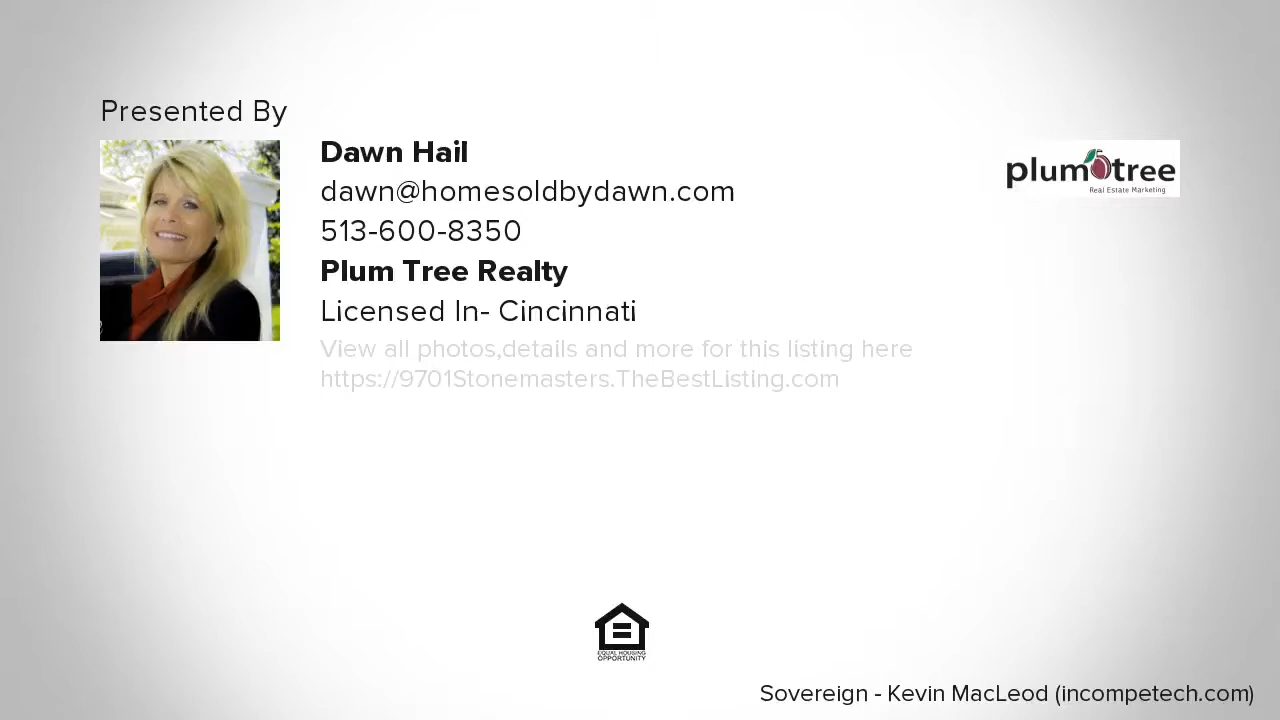 Presented By
Dawn Hail
dawn@homesoldbydawn.com
513-600-8350
Plum Tree Realty
Licensed In- Cincinnati
View all photos,details and more for this listing here
https://9701Stonemasters.TheBestListing.com
plum tree
Real Estate Marketing
EQUAL HOUSING
OPPORTUNITY
Sovereign - Kevin MacLeod (incompetech.com)